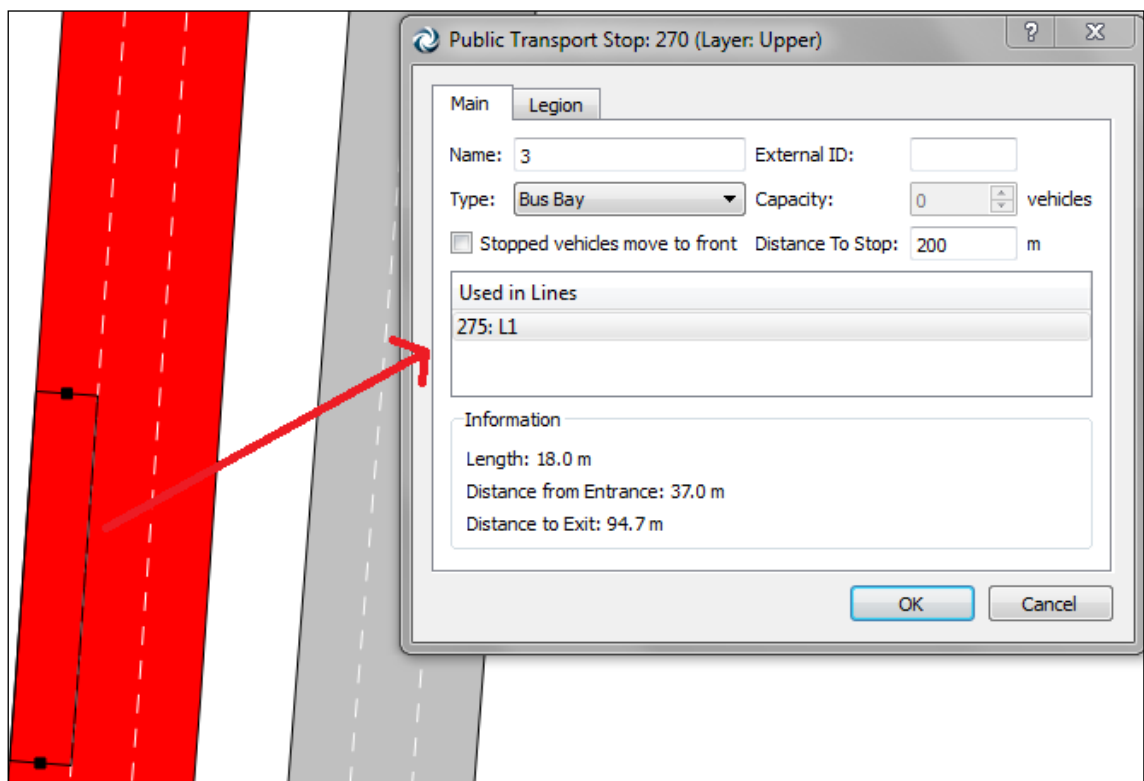 Public Transport Stop: 270 (Layer: Upper)
Main Legion
Name: 3 External ID:
Type: Bus Bay Capacity: 0 vehicles
Stopped vehicles move to front Distance To Stop: 200 m
Used in Lines
275: L1
Information
Length: 18.0 m
Distance from Entrance: 37.0 m
Distance to Exit: 94.7 m
OK Cancel